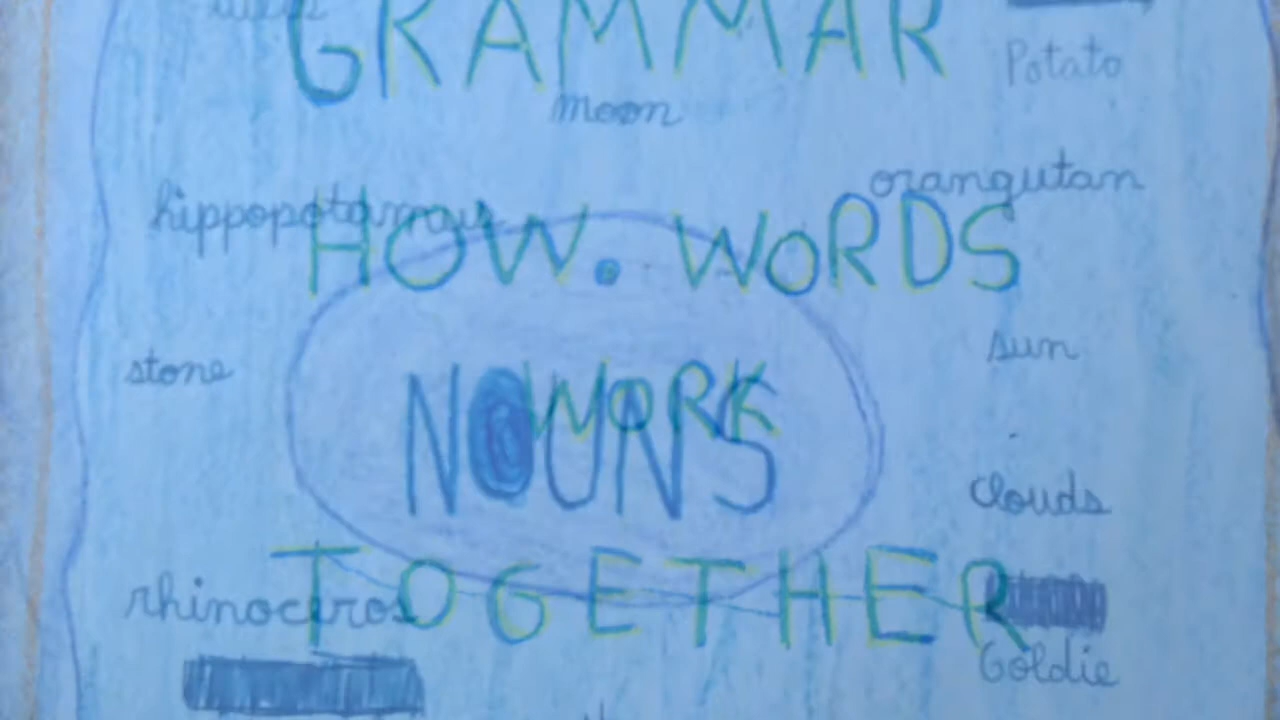 GRAMMAR
Potato
moon
orangutan
hippopotamus
HOW. WORDS
sun
stone
WORK
NOUNS
clouds
TOGETHER
rhinoceros
Goldie